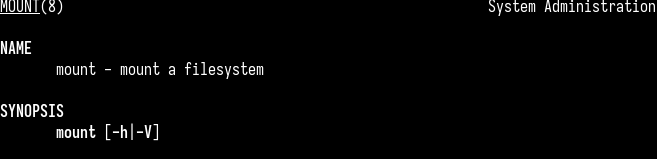 MOUNT(8) System Administration
NAME
mount - mount a filesystem
SYNOPSIS
mount [-h|-V]